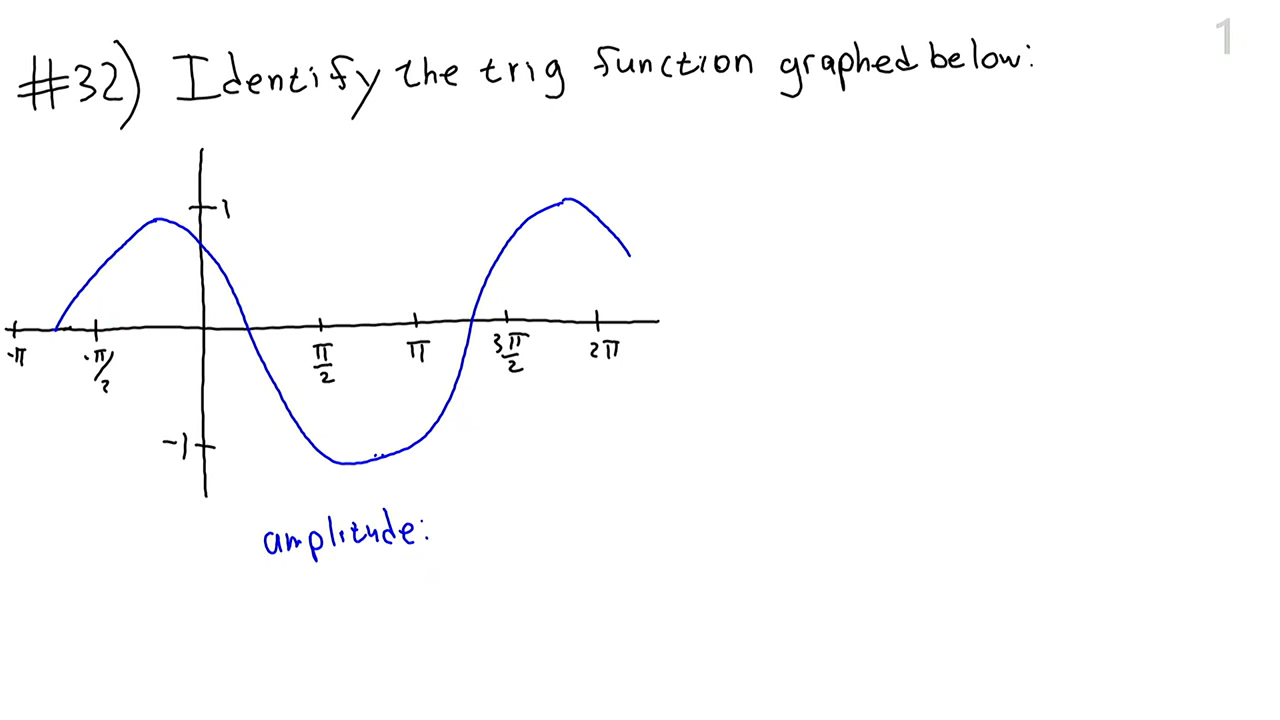 1
#32) Identify the trig function graphed below:
1
-π -π/2 π/2 π 3π/2 2π
-1
amplitude: